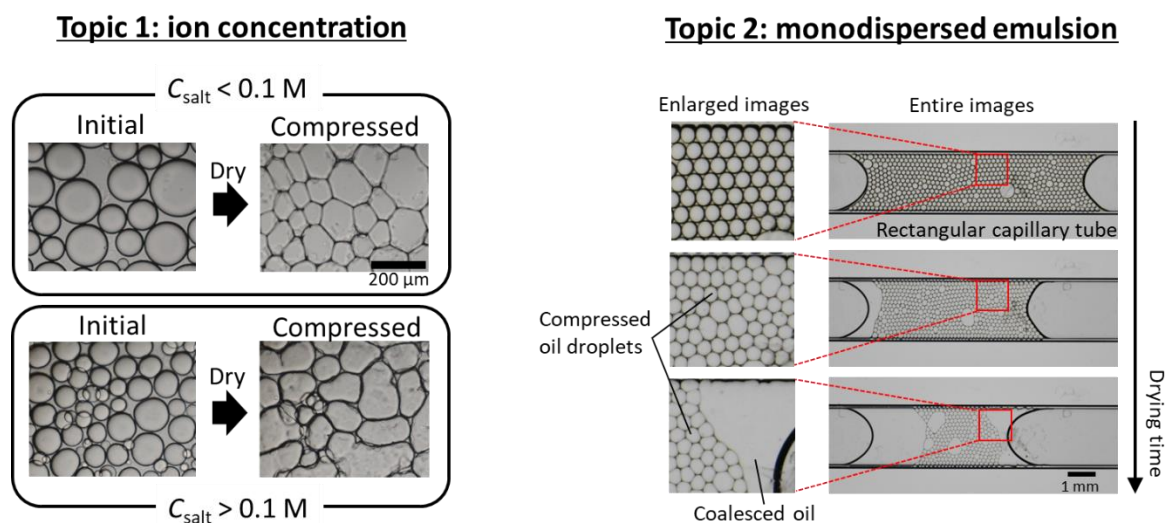 Topic 1: ion concentration
Csalt < 0.1 M
Initial
Compressed
Dry
200 μm
Initial
Compressed
Dry
Csalt > 0.1 M
Topic 2: monodispersed emulsion
Enlarged images
Entire images
Rectangular capillary tube
Compressed
oil droplets
Coalesced oil
1 mm
Drying time